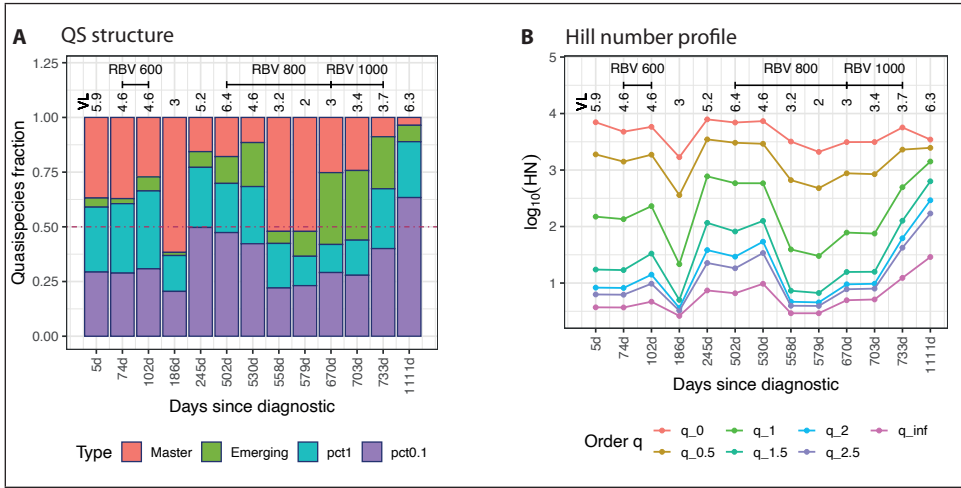 A QS structure
1.25
1.00
0.75
0.50
0.25
0.00
Quasispecies fraction
RBV 600
RBV 800
RBV 1000
VL
5.9
4.6
4.6
3
5.2
6.4
4.6
3.2
2
3
3.4
3.7
6.3
5d
74d
102d
186d
245d
502d
530d
558d
579d
670d
703d
733d
1111d
Days since diagnostic
Type Master Emerging pct1 pct0.1
B Hill number profile
5
4
3
2
1
log10(HN)
RBV 600
RBV 800
RBV 1000
VL
5.9
4.6
4.6
3
5.2
6.4
4.6
3.2
2
3
3.4
3.7
6.3
5d
74d
102d
186d
245d
502d
530d
558d
579d
670d
703d
733d
1111d
Days since diagnostic
Order q
q_0 q_1 q_2 q_inf
q_0.5 q_1.5 q_2.5